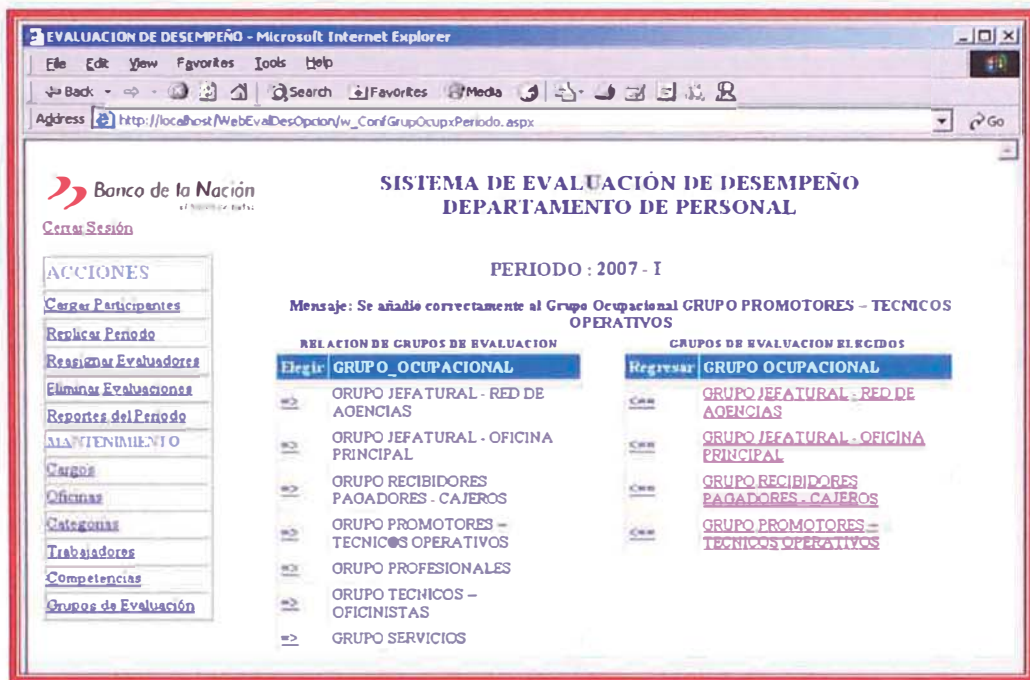 EVALUACION DE DESEMPEÑO - Microsoft Internet Explorer
File Edit View Favorites Tools Help
Back Search Favorites Media
Address http://localhost/WebEvalDesOpcion/w_ConfGrupOcupxPeriodo.aspx Go
Banco de la Nación
Cerrar Sesión
SISTEMA DE EVALUACIÓN DE DESEMPEÑO
DEPARTAMENTO DE PERSONAL
ACCIONES
Cargar Participantes
Replicar Periodo
Reasignar Evaluadores
Eliminar Evaluaciones
Reportes del Periodo
MANTENIMIENTO
Cargos
Oficinas
Categorias
Trabajadores
Competencias
Grupos de Evaluación
PERIODO : 2007 - I
Mensaje: Se añadio correctamente al Grupo Ocupacional GRUPO PROMOTORES – TECNICOS
OPERATIVOS
RELACION DE GRUPOS DE EVALUACION
Elegir GRUPO_OCUPACIONAL
=> GRUPO JEFATURAL - RED DE
AGENCIAS
=> GRUPO JEFATURAL - OFICINA
PRINCIPAL
=> GRUPO RECIBIDORES
PAGADORES - CAJEROS
=> GRUPO PROMOTORES –
TECNICOS OPERATIVOS
=> GRUPO PROFESIONALES
=> GRUPO TECNICOS –
OFICINISTAS
=> GRUPO SERVICIOS
GRUPOS DE EVALUACION ELEGIDOS
Regresar GRUPO OCUPACIONAL
<== GRUPO JEFATURAL - RED DE
AGENCIAS
<== GRUPO JEFATURAL - OFICINA
PRINCIPAL
<== GRUPO RECIBIDORES
PAGADORES - CAJEROS
<== GRUPO PROMOTORES –
TECNICOS OPERATIVOS